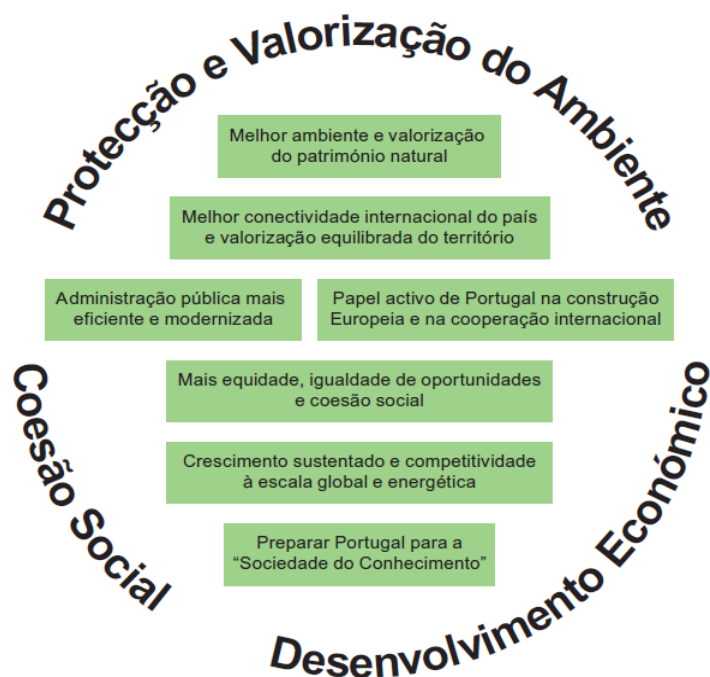 Protecção e Valorização do Ambiente
Melhor ambiente e valorização
do património natural
Melhor conectividade internacional do país
e valorização equilibrada do território
Administração pública mais
eficiente e modernizada
Papel activo de Portugal na construção
Europeia e na cooperação internacional
Mais equidade, igualdade de oportunidades
e coesão social
Crescimento sustentado e competitividade
à escala global e energética
Preparar Portugal para a
“Sociedade do Conhecimento”
Coesão Social
Desenvolvimento Económico